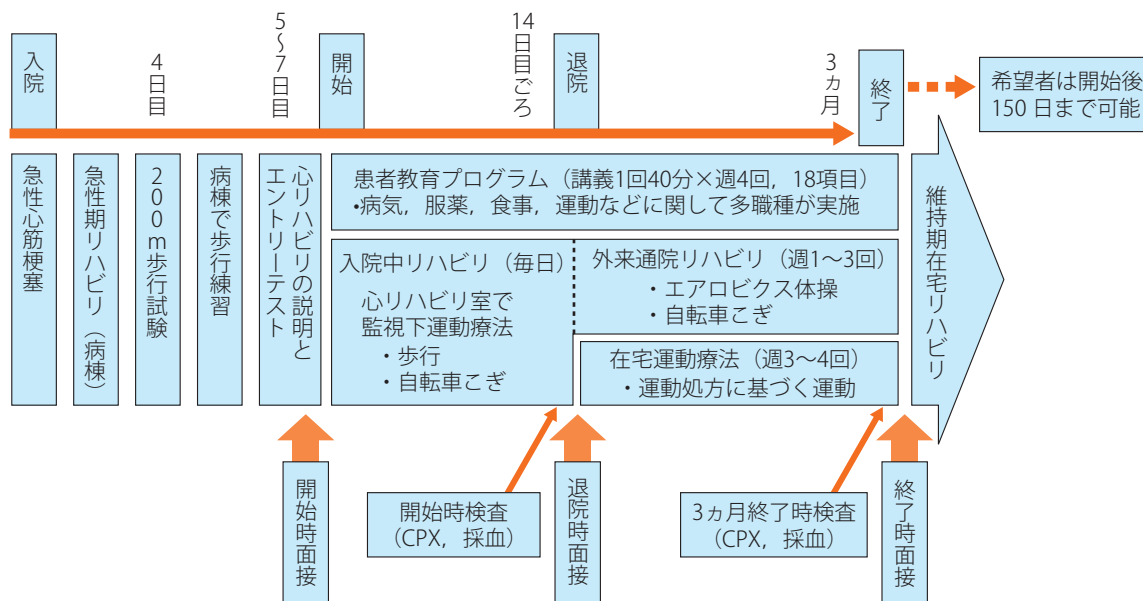 入院
4日目
5〜7日目
開始
14日目ごろ
退院
3ヵ月
終了
希望者は開始後
150 日まで可能
急性心筋梗塞
急性期リハビリ（病棟）
200m歩行試験
病棟で歩行練習
心リハビリの説明と
エントリーテスト
患者教育プログラム（講義1回40分×週4回，18項目）
•病気，服薬，食事，運動などに関して多職種が実施
入院中リハビリ（毎日）
心リハビリ室で
監視下運動療法
・歩行
・自転車こぎ
外来通院リハビリ（週1〜3回）
・エアロビクス体操
・自転車こぎ
在宅運動療法（週3〜4回）
・運動処方に基づく運動
維持期在宅リハビリ
開始時面接
開始時検査
（CPX，採血）
退院時面接
3ヵ月終了時検査
（CPX，採血）
終了時面接